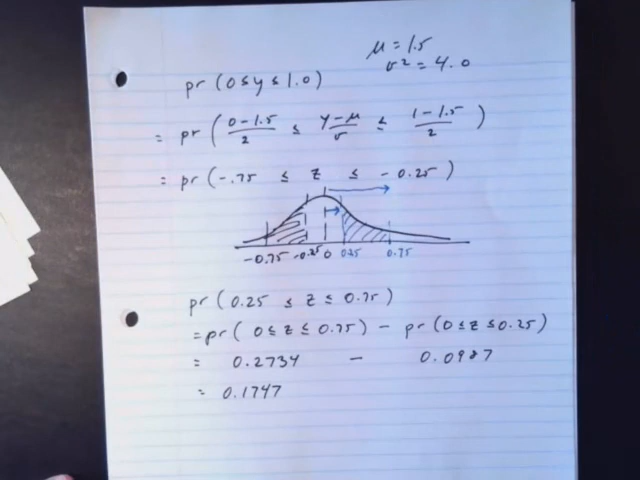 μ = 1.5
σ² = 4.0
pr (0 ≤ y ≤ 1.0)
= pr ( (0-1.5)/2 ≤ (y-μ)/σ ≤ (1-1.5)/2 )
= pr (-.75 ≤ z ≤ -0.25)
-0.75 -0.25 0 0.25 0.75
pr (0.25 ≤ z ≤ 0.75)
= pr (0 ≤ z ≤ 0.75) - pr (0 ≤ z ≤ 0.25)
= 0.2734 - 0.0987
= 0.1747